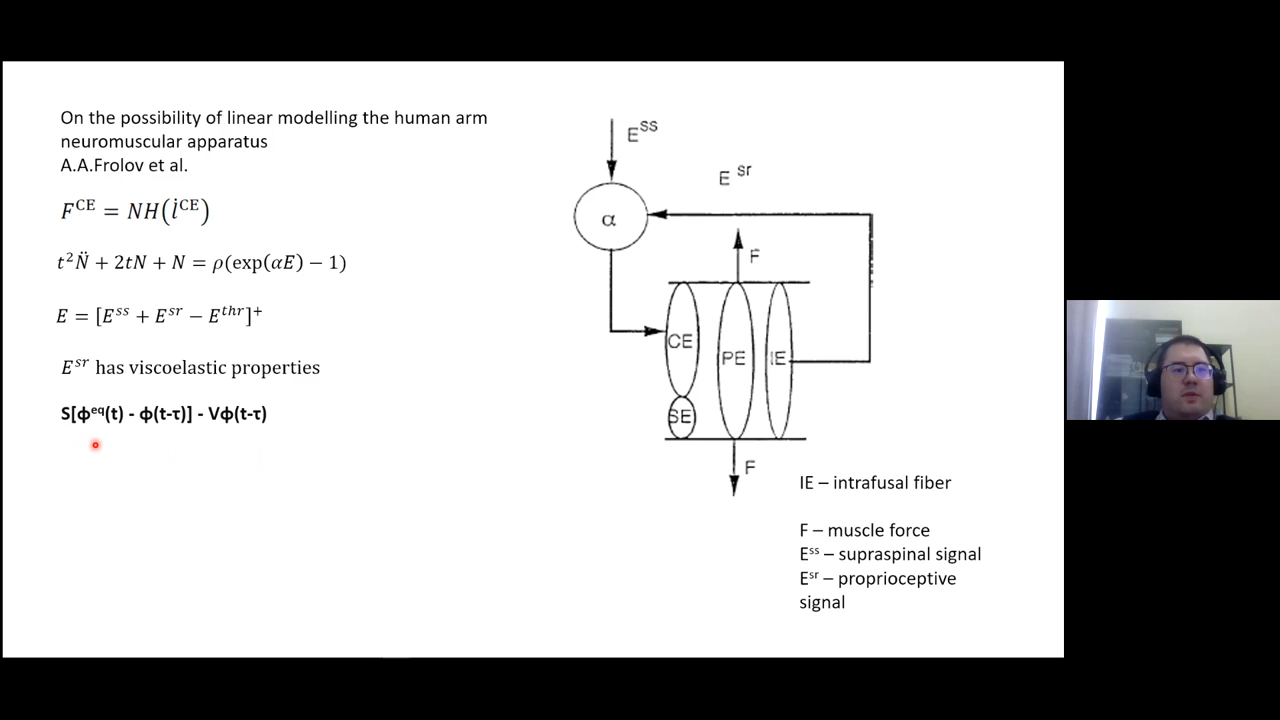 On the possibility of linear modelling the human arm
neuromuscular apparatus
A.A.Frolov et al.
F^CE = NH(l̇^CE)
t²N̈ + 2tN + N = ρ(exp(αE) − 1)
E = [E^ss + E^sr − E^thr]^+
E^sr has viscoelastic properties
S[ϕ^eq(t) - ϕ(t-τ)] - Vϕ(t-τ)
E^SS
E^sr
α
F
CE
PE
IE
SE
F
IE – intrafusal fiber
F – muscle force
E^ss – supraspinal signal
E^sr – proprioceptive
signal